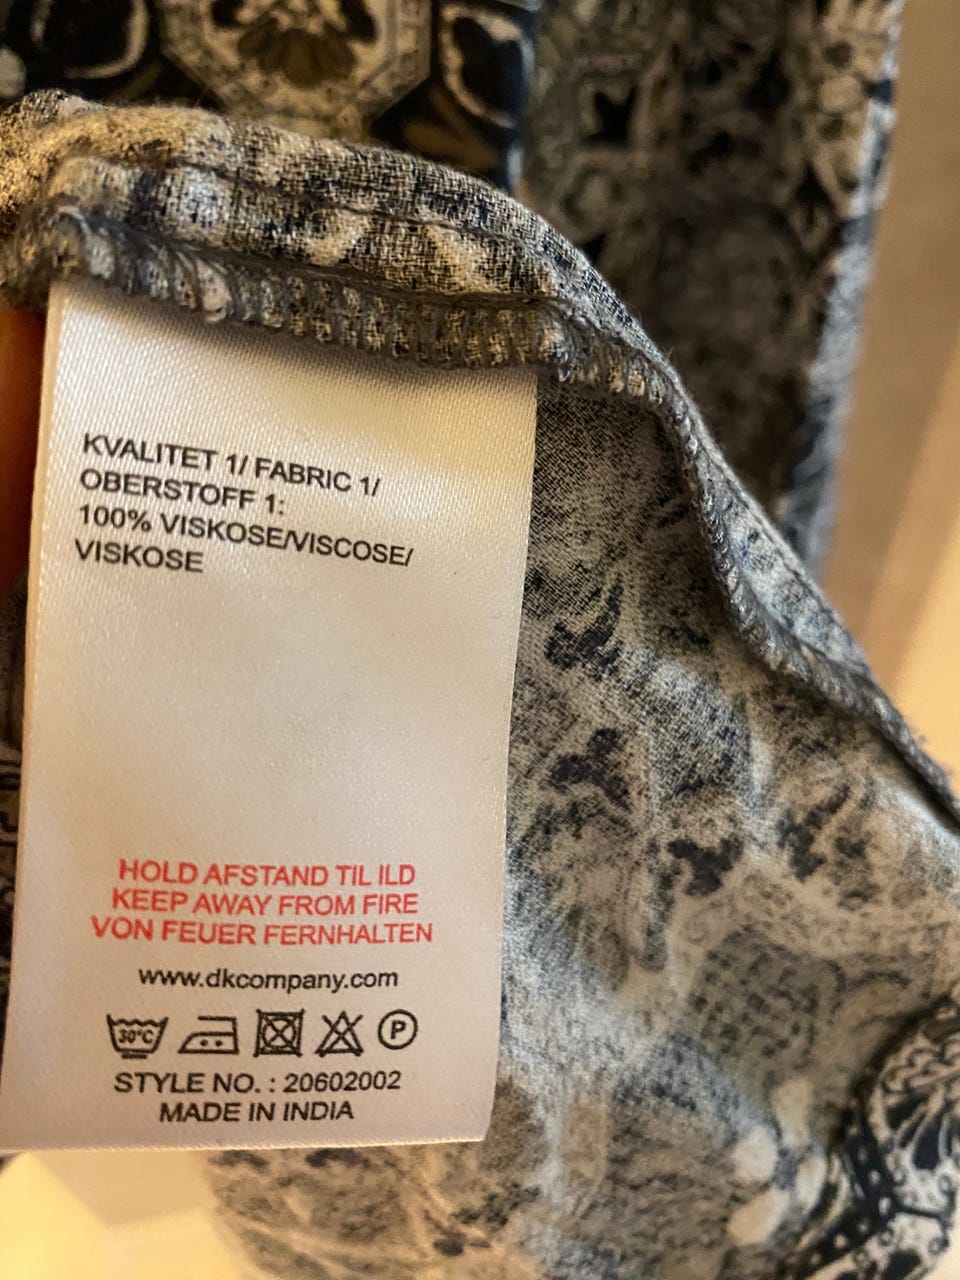 KVALITET 1/ FABRIC 1/
OBERSTOFF 1:
100% VISKOSE/VISCOSE/
VISKOSE
HOLD AFSTAND TIL ILD
KEEP AWAY FROM FIRE
VON FEUER FERNHALTEN
www.dkcompany.com
30°C P
STYLE NO. : 20602002
MADE IN INDIA